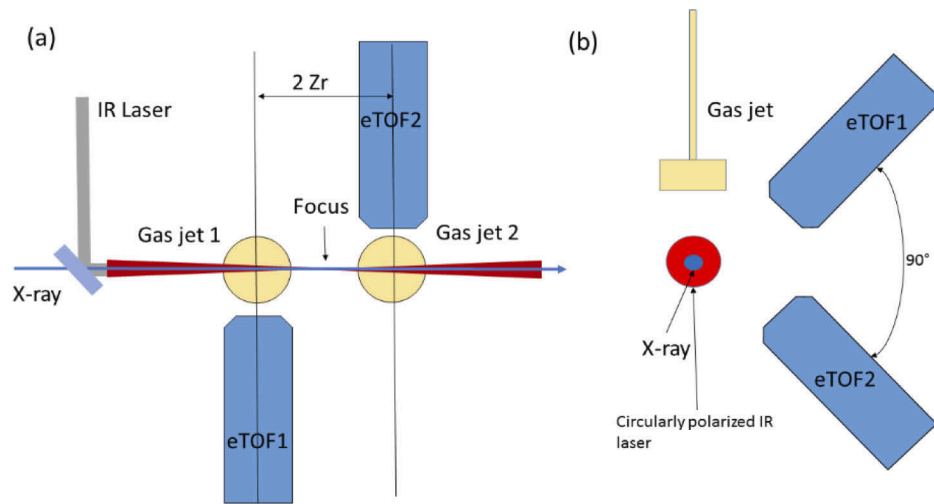 (a)
IR Laser
2 Zr
eTOF2
Focus
Gas jet 1
Gas jet 2
X-ray
eTOF1
(b)
Gas jet
eTOF1
90°
X-ray
eTOF2
Circularly polarized IR
laser